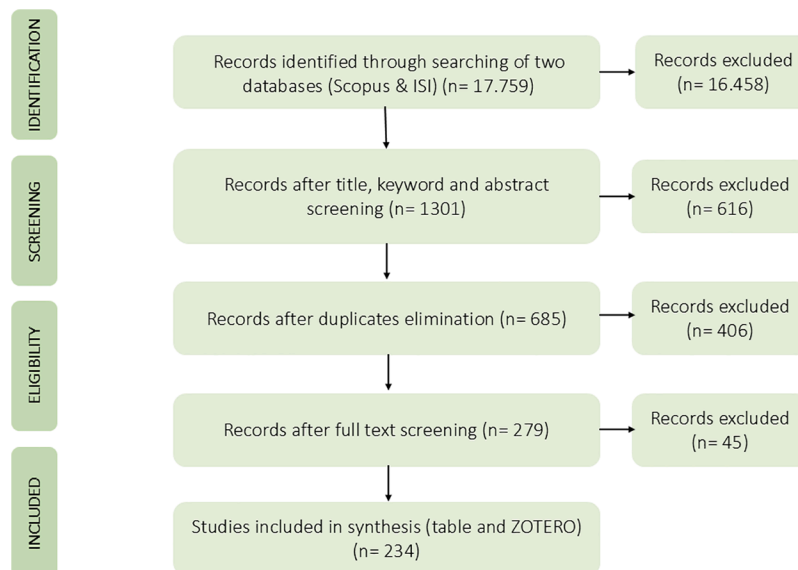 IDENTIFICATION
Records identified through searching of two
databases (Scopus & ISI) (n= 17.759)
Records excluded
(n= 16.458)
SCREENING
Records after title, keyword and abstract
screening (n= 1301)
Records excluded
(n= 616)
Records after duplicates elimination (n= 685)
Records excluded
(n= 406)
ELIGIBILITY
Records after full text screening (n= 279)
Records excluded
(n= 45)
INCLUDED
Studies included in synthesis (table and ZOTERO)
(n= 234)